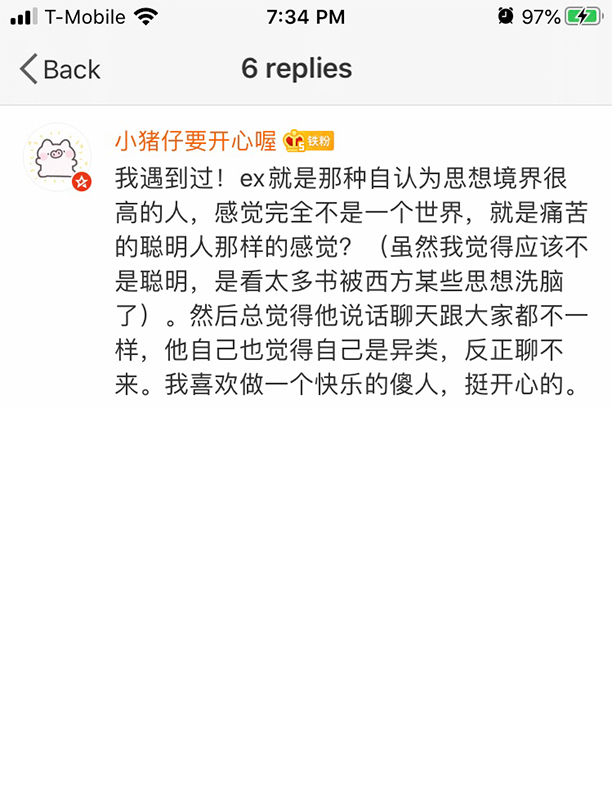 T-Mobile
7:34 PM
97%
Back
6 replies
小猪仔要开心喔 铁粉
我遇到过！ex就是那种自认为思想境界很
高的人，感觉完全不是一个世界，就是痛苦
的聪明人那样的感觉？（虽然我觉得应该不
是聪明，是看太多书被西方某些思想洗脑
了）。然后总觉得他说话聊天跟大家都不一
样，他自己也觉得自己是异类，反正聊不
来。我喜欢做一个快乐的傻人，挺开心的。